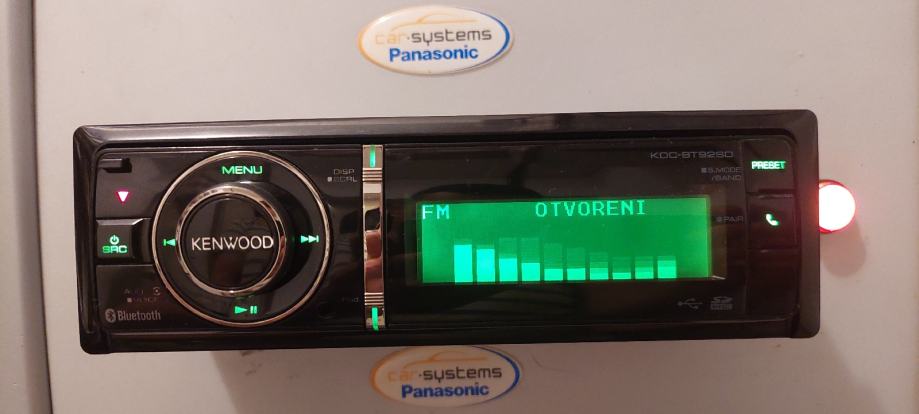 car·systems
Panasonic
KDC-BT92SD
MENU
DISP
SCRL
S.MODE
/BAND
PRESET
FM OTVORENI
PAIR
SRC
KENWOOD
AUD
Bluetooth
car·systems
Panasonic